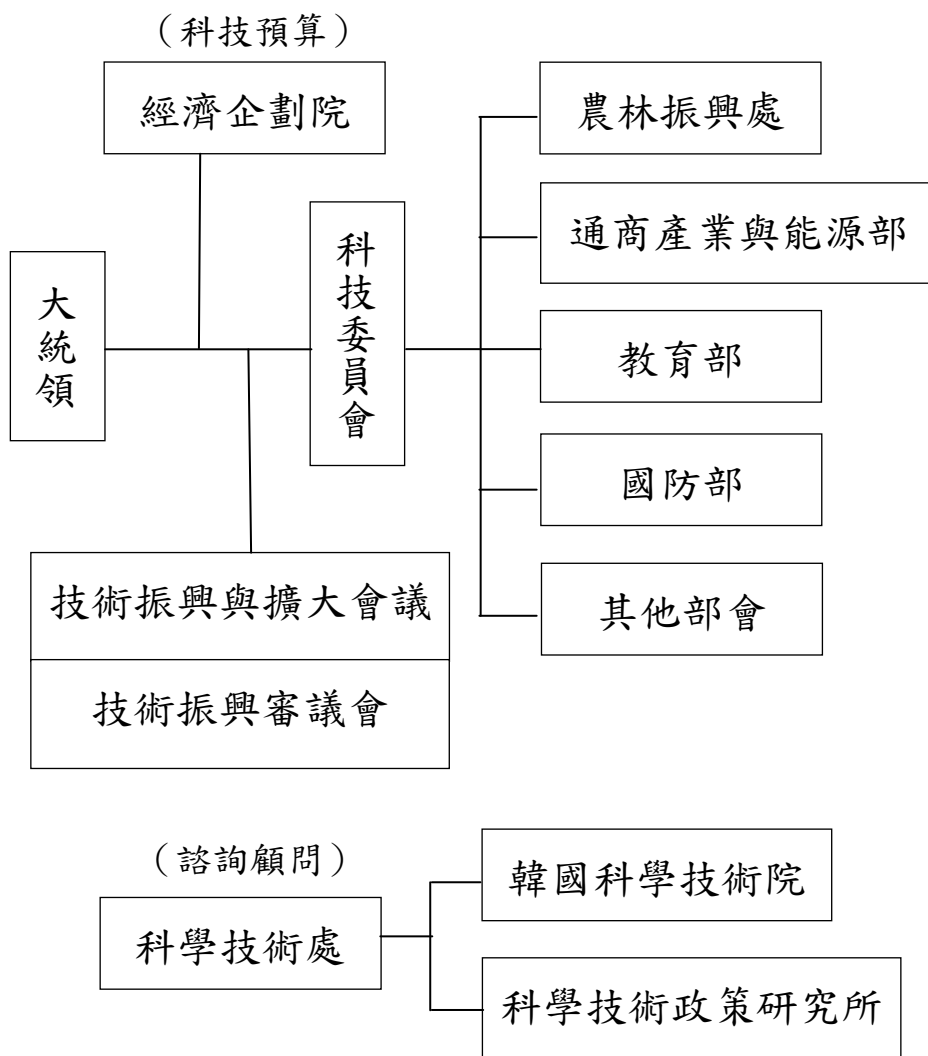 （科技預算）
經濟企劃院
農林振興處
通商產業與能源部
大統領
科技委員會
教育部
國防部
技術振興與擴大會議
其他部會
技術振興審議會
（諮詢顧問）
韓國科學技術院
科學技術處
科學技術政策研究所